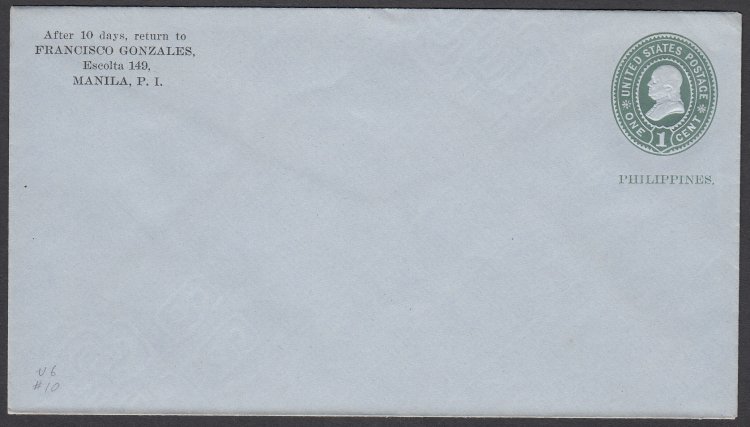 After 10 days, return to
FRANCISCO GONZALES,
Escolta 149,
MANILA, P. I.
UNITED STATES POSTAGE
ONE 1 CENT
PHILIPPINES.
U6
#10